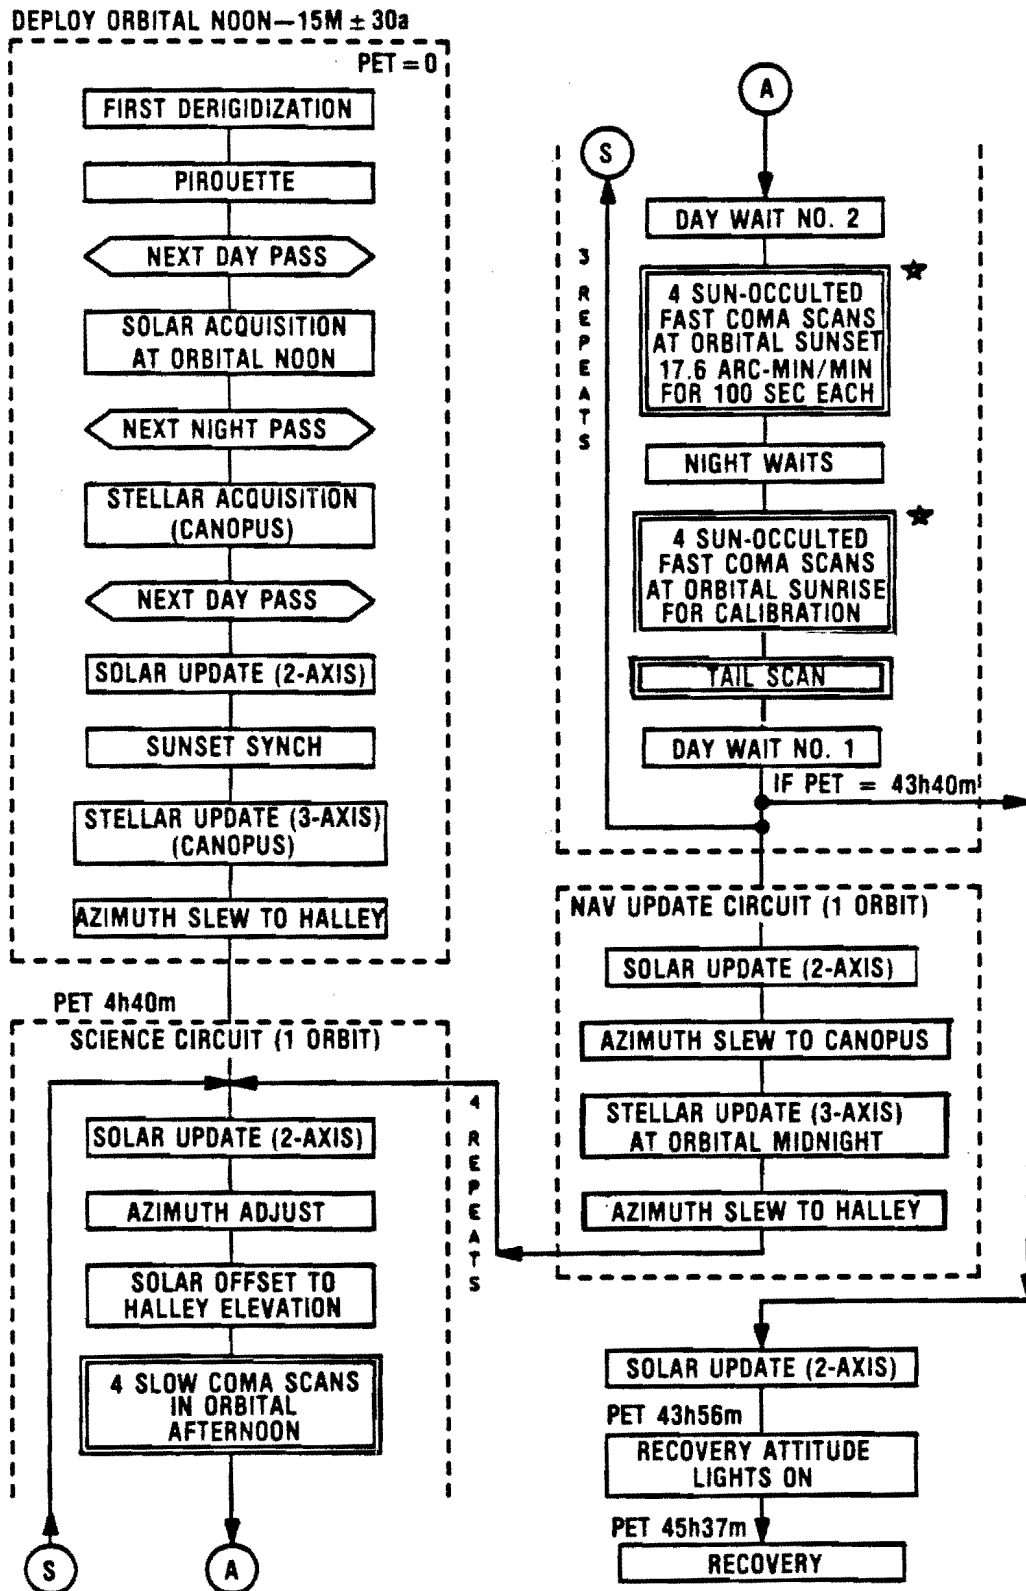 DEPLOY ORBITAL NOON—15M ± 30a
PET = 0
FIRST DERIGIDIZATION
PIROUETTE
NEXT DAY PASS
SOLAR ACQUISITION
AT ORBITAL NOON
NEXT NIGHT PASS
STELLAR ACQUISITION
(CANOPUS)
NEXT DAY PASS
SOLAR UPDATE (2-AXIS)
SUNSET SYNCH
STELLAR UPDATE (3-AXIS)
(CANOPUS)
AZIMUTH SLEW TO HALLEY
PET 4h40m
SCIENCE CIRCUIT (1 ORBIT)
SOLAR UPDATE (2-AXIS)
AZIMUTH ADJUST
SOLAR OFFSET TO
HALLEY ELEVATION
4 SLOW COMA SCANS
IN ORBITAL
AFTERNOON
S
A
4 REPEATS
A
S
3 REPEATS
DAY WAIT NO. 2
4 SUN-OCCULTED
FAST COMA SCANS
AT ORBITAL SUNSET
17.6 ARC-MIN/MIN
FOR 100 SEC EACH
NIGHT WAITS
4 SUN-OCCULTED
FAST COMA SCANS
AT ORBITAL SUNRISE
FOR CALIBRATION
TAIL SCAN
DAY WAIT NO. 1
IF PET = 43h40m
NAV UPDATE CIRCUIT (1 ORBIT)
SOLAR UPDATE (2-AXIS)
AZIMUTH SLEW TO CANOPUS
STELLAR UPDATE (3-AXIS)
AT ORBITAL MIDNIGHT
AZIMUTH SLEW TO HALLEY
SOLAR UPDATE (2-AXIS)
PET 43h56m
RECOVERY ATTITUDE
LIGHTS ON
PET 45h37m
RECOVERY